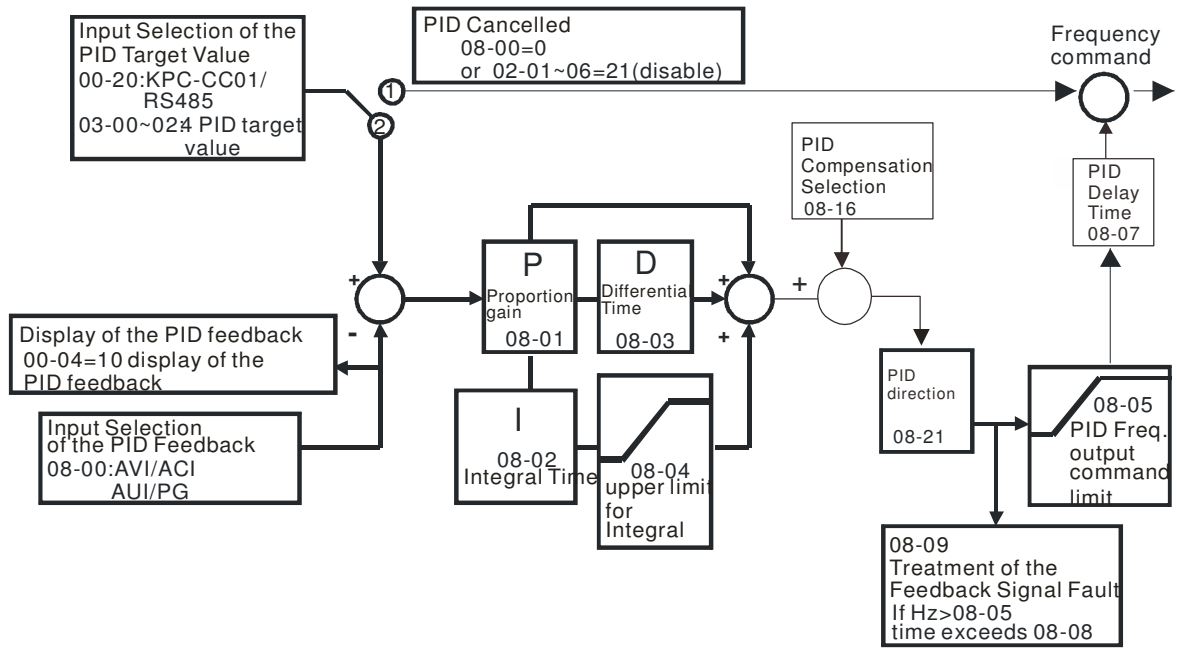 Input Selection of the
PID Target Value
00-20:KPC-CC01/
RS485
03-00~02:4 PID target
value
PID Cancelled
08-00=0
or 02-01~06=21(disable)
1
2
Frequency
command
PID
Compensation
Selection
08-16
PID
Delay
Time
08-07
+
-
P
Proportion
gain
08-01
D
Differential
Time
08-03
+
+
+
Display of the PID feedback
00-04=10 display of the
PID feedback
Input Selection
of the PID Feedback
08-00:AVI/ACI
AUI/PG
I
08-02
Integral Time
08-04
upper limit
for
Integral
PID
direction
08-21
08-05
PID Freq.
output
command
limit
08-09
Treatment of the
Feedback Signal Fault
If Hz>08-05
time exceeds 08-08